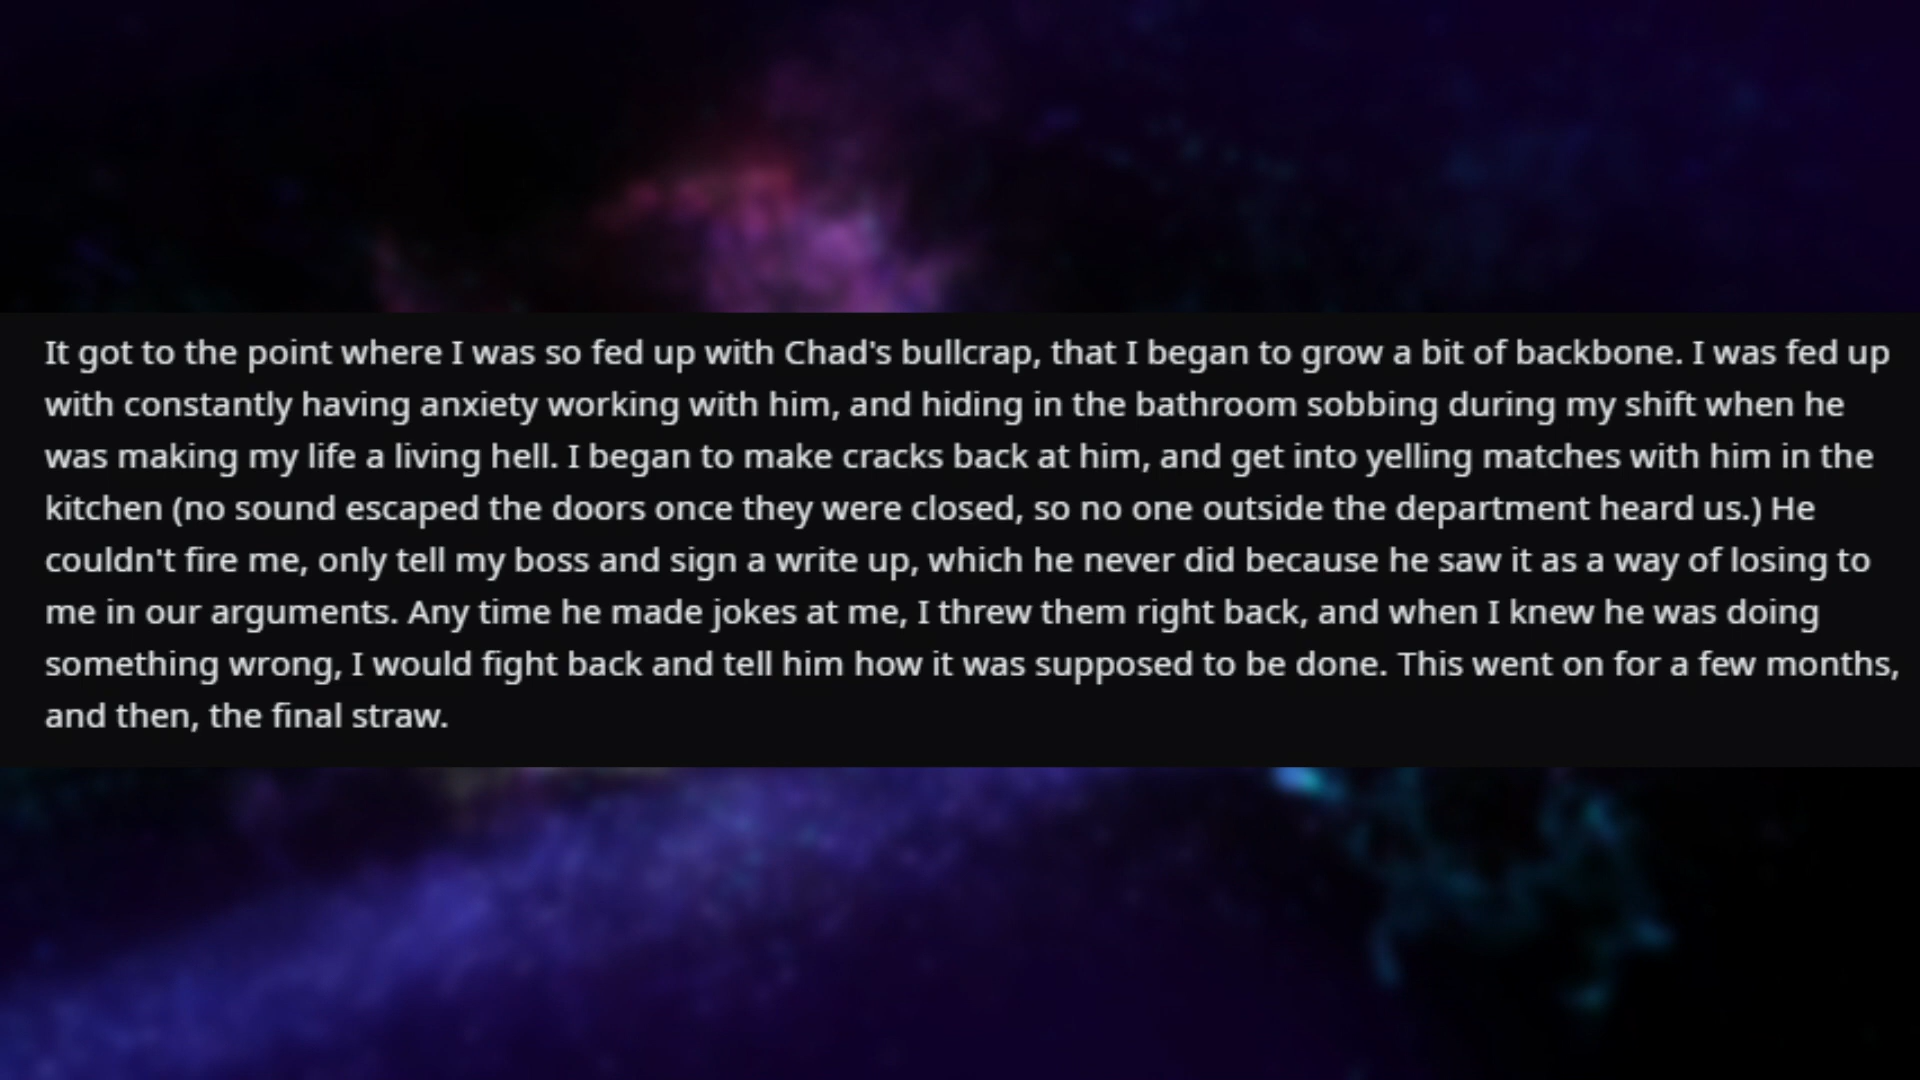 It got to the point where I was so fed up with Chad's bullcrap, that I began to grow a bit of backbone. I was fed up
with constantly having anxiety working with him, and hiding in the bathroom sobbing during my shift when he
was making my life a living hell. I began to make cracks back at him, and get into yelling matches with him in the
kitchen (no sound escaped the doors once they were closed, so no one outside the department heard us.) He
couldn't fire me, only tell my boss and sign a write up, which he never did because he saw it as a way of losing to
me in our arguments. Any time he made jokes at me, I threw them right back, and when I knew he was doing
something wrong, I would fight back and tell him how it was supposed to be done. This went on for a few months,
and then, the final straw.